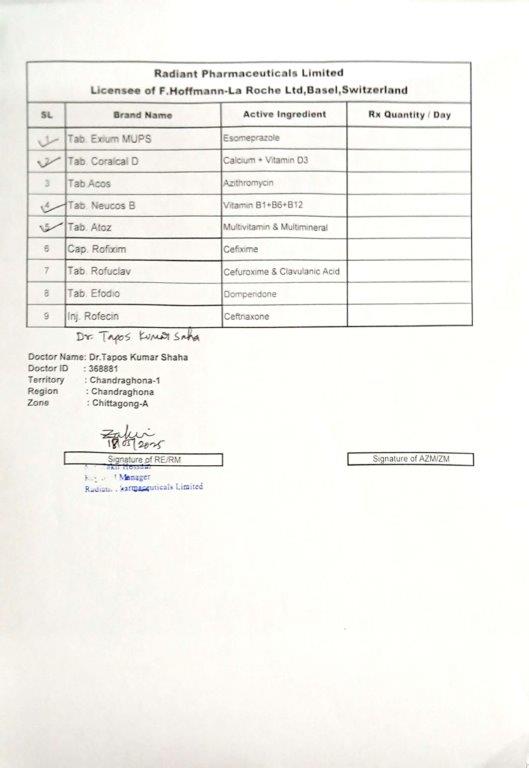 Radiant Pharmaceuticals Limited
Licensee of F.Hoffmann-La Roche Ltd,Basel,Switzerland
SL Brand Name Active Ingredient Rx Quantity / Day
1 Tab. Exium MUPS Esomeprazole
2 Tab. Coralcal D Calcium + Vitamin D3
3 Tab.Acos Azithromycin
4 Tab. Neucos B Vitamin B1+B6+B12
5 Tab. Atoz Multivitamin & Multimineral
6 Cap. Rofixim Cefixime
7 Tab. Rofuclav Cefuroxime & Clavulanic Acid
8 Tab. Efodio Domperidone
9 Inj. Rofecin Ceftriaxone
Dr. Tapos Kumar Saha
Doctor Name: Dr.Tapos Kumar Shaha
Doctor ID : 368881
Territory : Chandraghona-1
Region : Chandraghona
Zone : Chittagong-A
18/05/2025
Signature of RE/RM Signature of AZM/ZM
Hossain
Manager
Limited